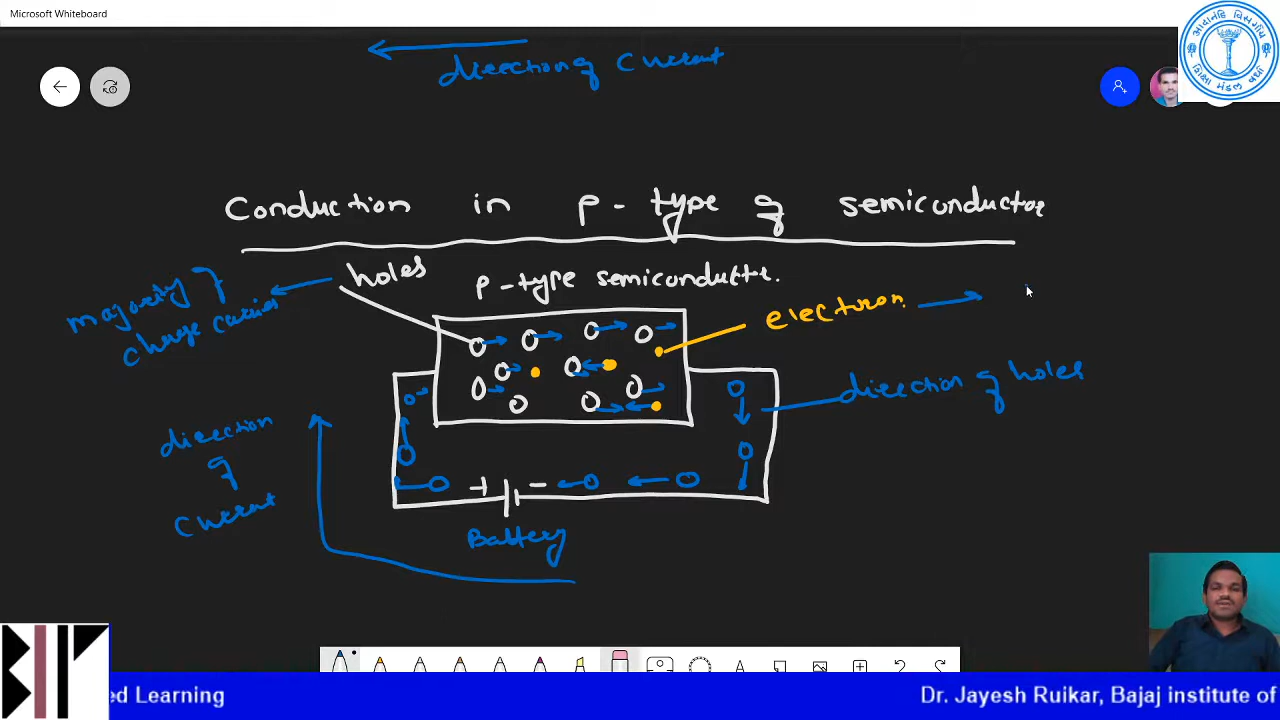 Microsoft Whiteboard
direction of current
Conduction in p-type of semiconductor
holes
p-type semiconductor.
majority of
charge carrier
electron.
direction of holes
direction
of
current
+ -
Battery
ed Learning
Dr. Jayesh Ruikar, Bajaj institute of